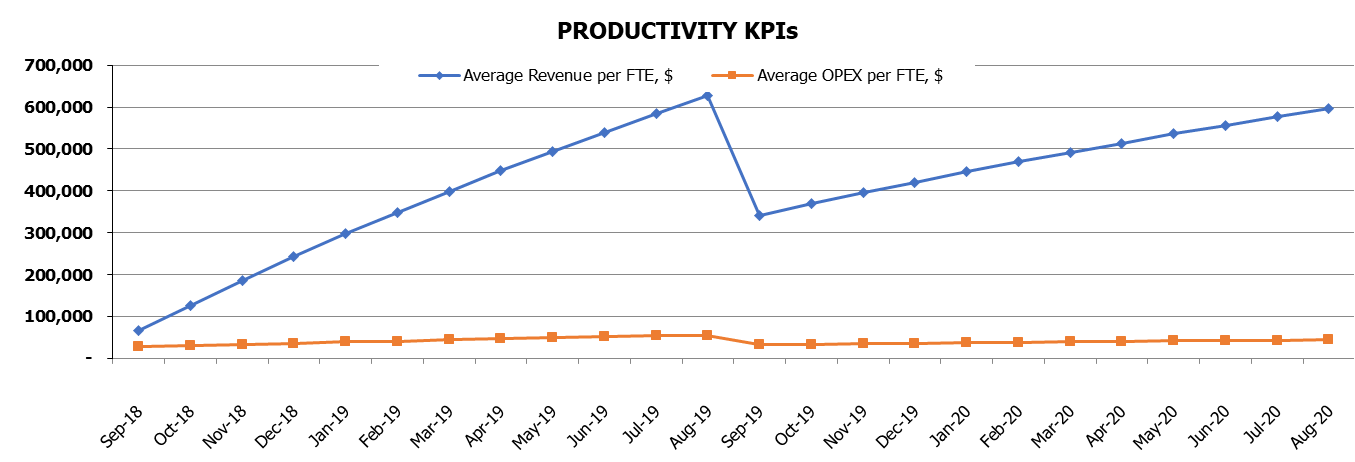 PRODUCTIVITY KPIs
Average Revenue per FTE, $ Average OPEX per FTE, $
700,000
600,000
500,000
400,000
300,000
200,000
100,000
-
Sep-18 Oct-18 Nov-18 Dec-18 Jan-19 Feb-19 Mar-19 Apr-19 May-19 Jun-19 Jul-19 Aug-19 Sep-19 Oct-19 Nov-19 Dec-19 Jan-20 Feb-20 Mar-20 Apr-20 May-20 Jun-20 Jul-20 Aug-20